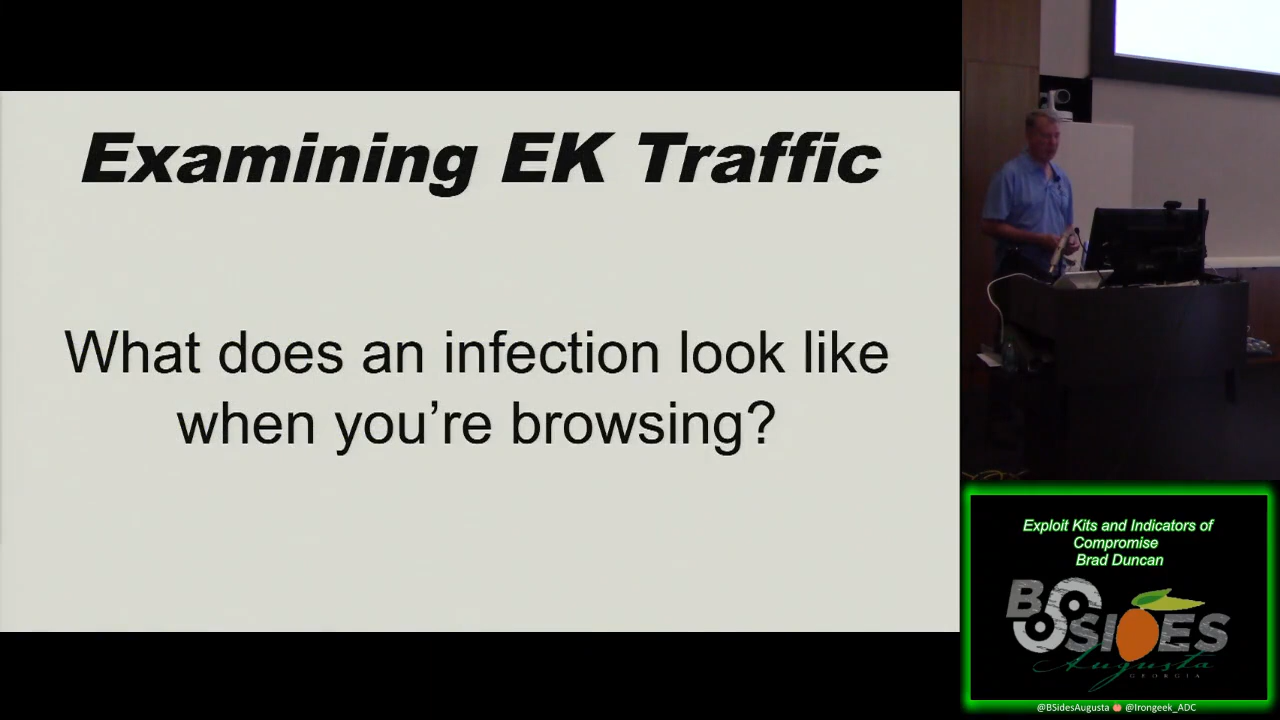 Examining EK Traffic
What does an infection look like
when you're browsing?
Exploit Kits and Indicators of
Compromise
Brad Duncan
BSIDES
Augusta
GEORGIA
@BSidesAugusta @Irongeek_ADC